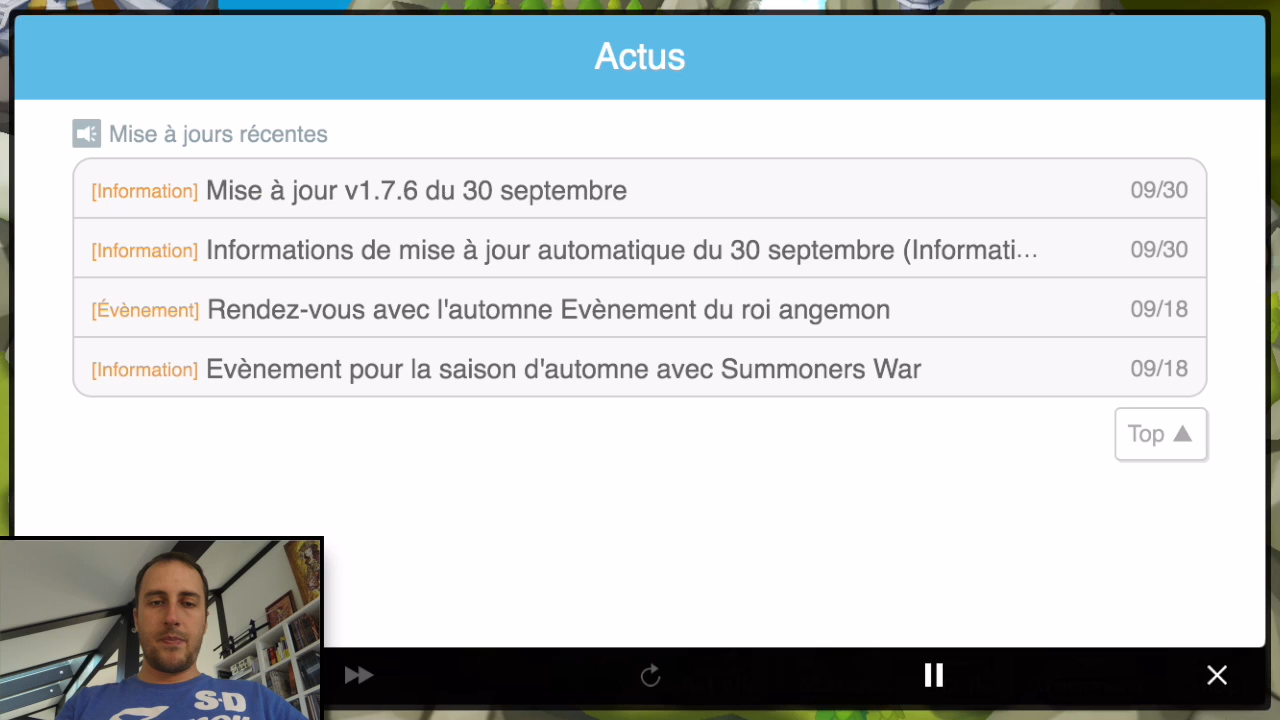 Actus
Mise à jours récentes
[Information] Mise à jour v1.7.6 du 30 septembre 09/30
[Information] Informations de mise à jour automatique du 30 septembre (Informati... 09/30
[Évènement] Rendez-vous avec l'automne Evènement du roi angemon 09/18
[Information] Evènement pour la saison d'automne avec Summoners War 09/18
Top ▲
S·D